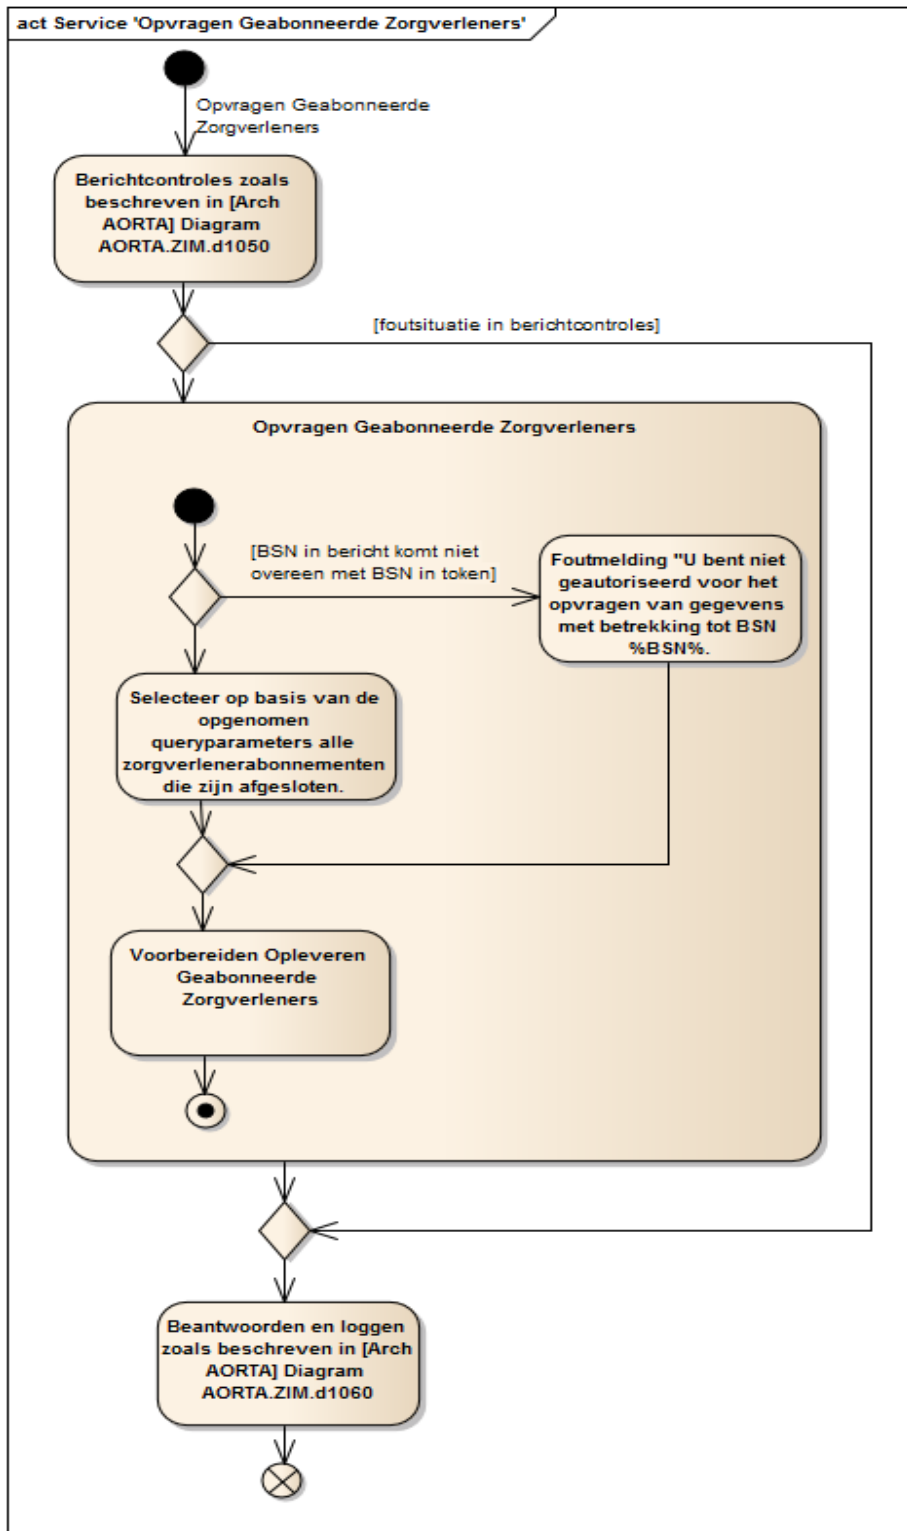 act Service 'Opvragen Geabonneerde Zorgverleners'
Opvragen Geabonneerde
Zorgverleners
Berichtcontroles zoals
beschreven in [Arch
AORTA] Diagram
AORTA.ZIM.d1050
[foutsituatie in berichtcontroles]
Opvragen Geabonneerde Zorgverleners
[BSN in bericht komt niet
overeen met BSN in token]
Foutmelding "U bent niet
geautoriseerd voor het
opvragen van gegevens
met betrekking tot BSN
%BSN%.
Selecteer op basis van de
opgenomen
queryparameters alle
zorgverlenerabonnementen
die zijn afgesloten.
Voorbereiden Opleveren
Geabonneerde
Zorgverleners
Beantwoorden en loggen
zoals beschreven in [Arch
AORTA] Diagram
AORTA.ZIM.d1060